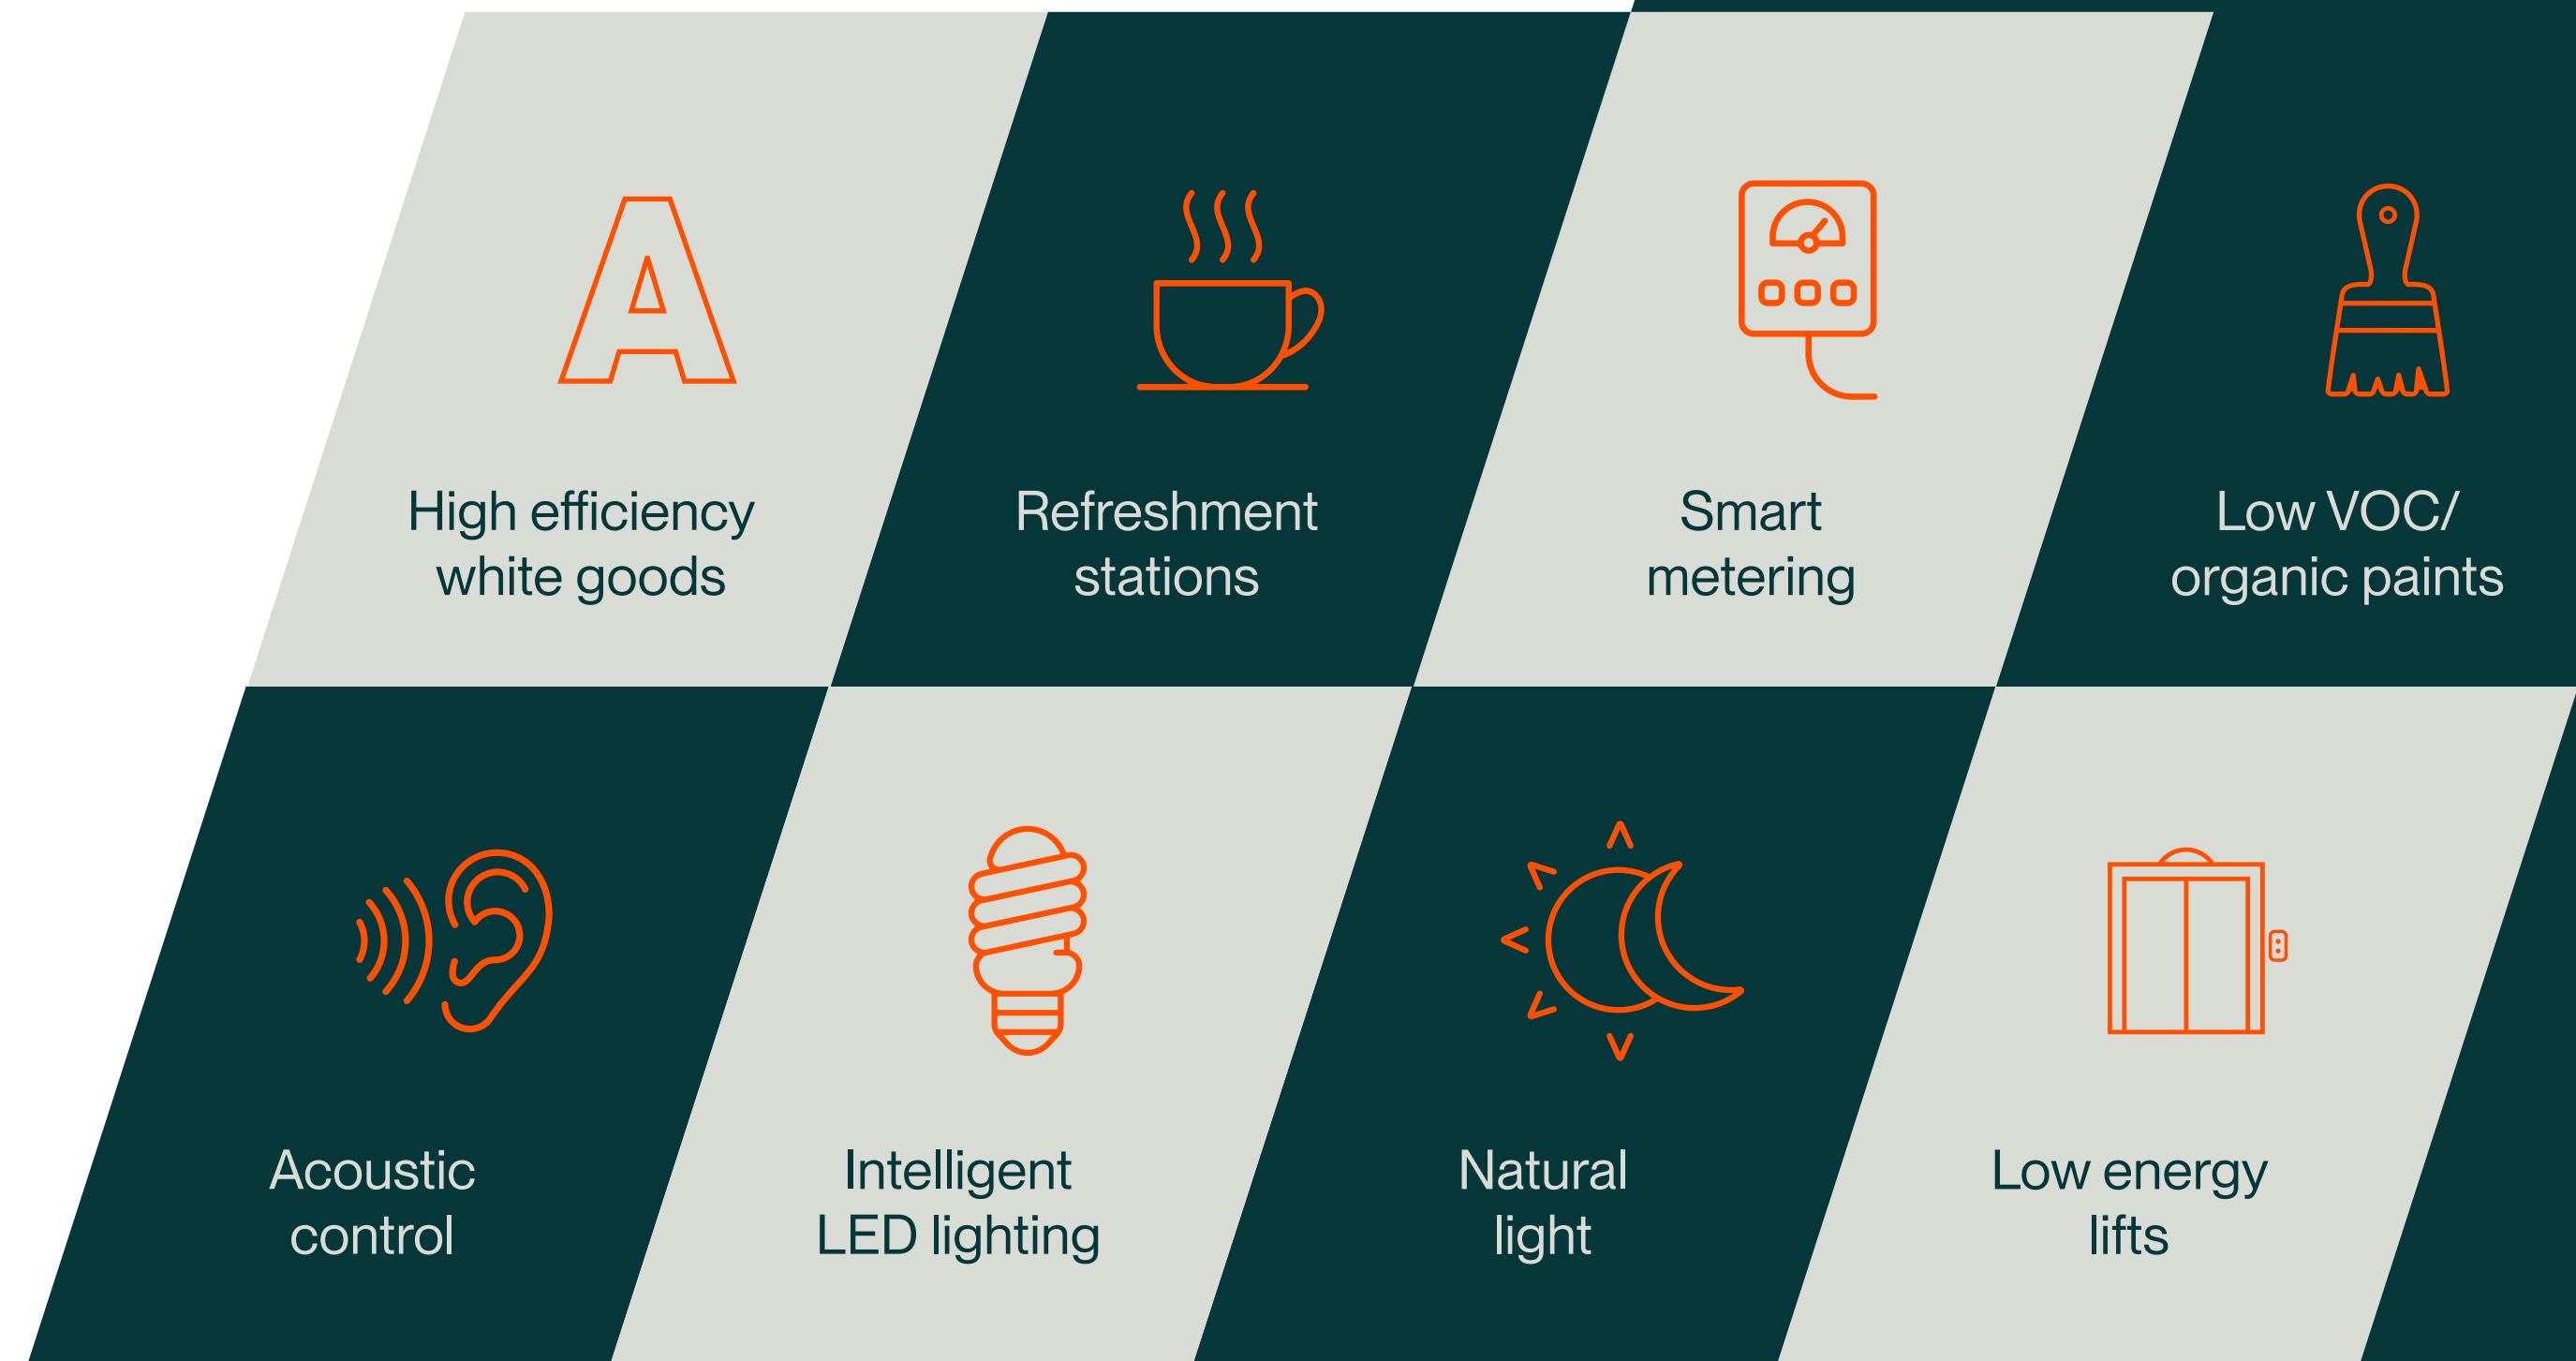 A
High efficiency
white goods
Refreshment
stations
Smart
metering
Low VOC/
organic paints
Acoustic
control
Intelligent
LED lighting
Natural
light
Low energy
lifts